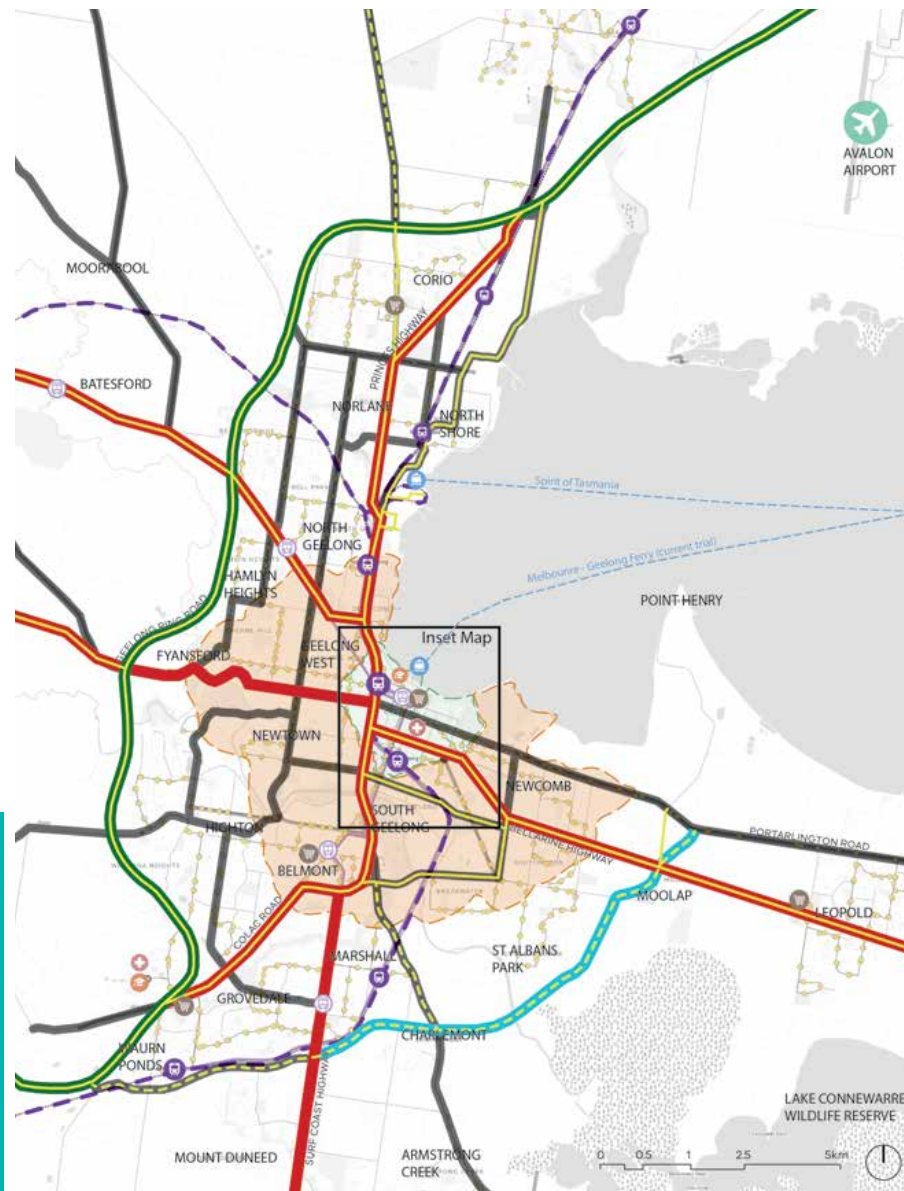 AVALON
AIRPORT
MOORABOOL
CORIO
PRINCES HIGHWAY
BATESFORD
NORLANE
NORTH
SHORE
Spirit of Tasmania
NORTH
GEELONG
Melbounre - Geelong Ferry (current trial)
HAMLYN
HEIGHTS
POINT HENRY
GEELONG RING ROAD
Inset Map
GEELONG
WEST
FYANSFORD
NEWTOWN
NEWCOMB
SOUTH
GEELONG
HIGHTON
BELLARINE HIGHWAY
PORTARLINGTON ROAD
BELMONT
MOOLAP
LEOPOLD
COLAC ROAD
MARSHALL
ST ALBANS
PARK
GROVEDALE
CHARLEMONT
WAURN
PONDS
SURF COAST HIGHWAY
LAKE CONNEWARRE
WILDLIFE RESERVE
MOUNT DUNEED
ARMSTRONG
CREEK
0 0.5 1 2.5 5km